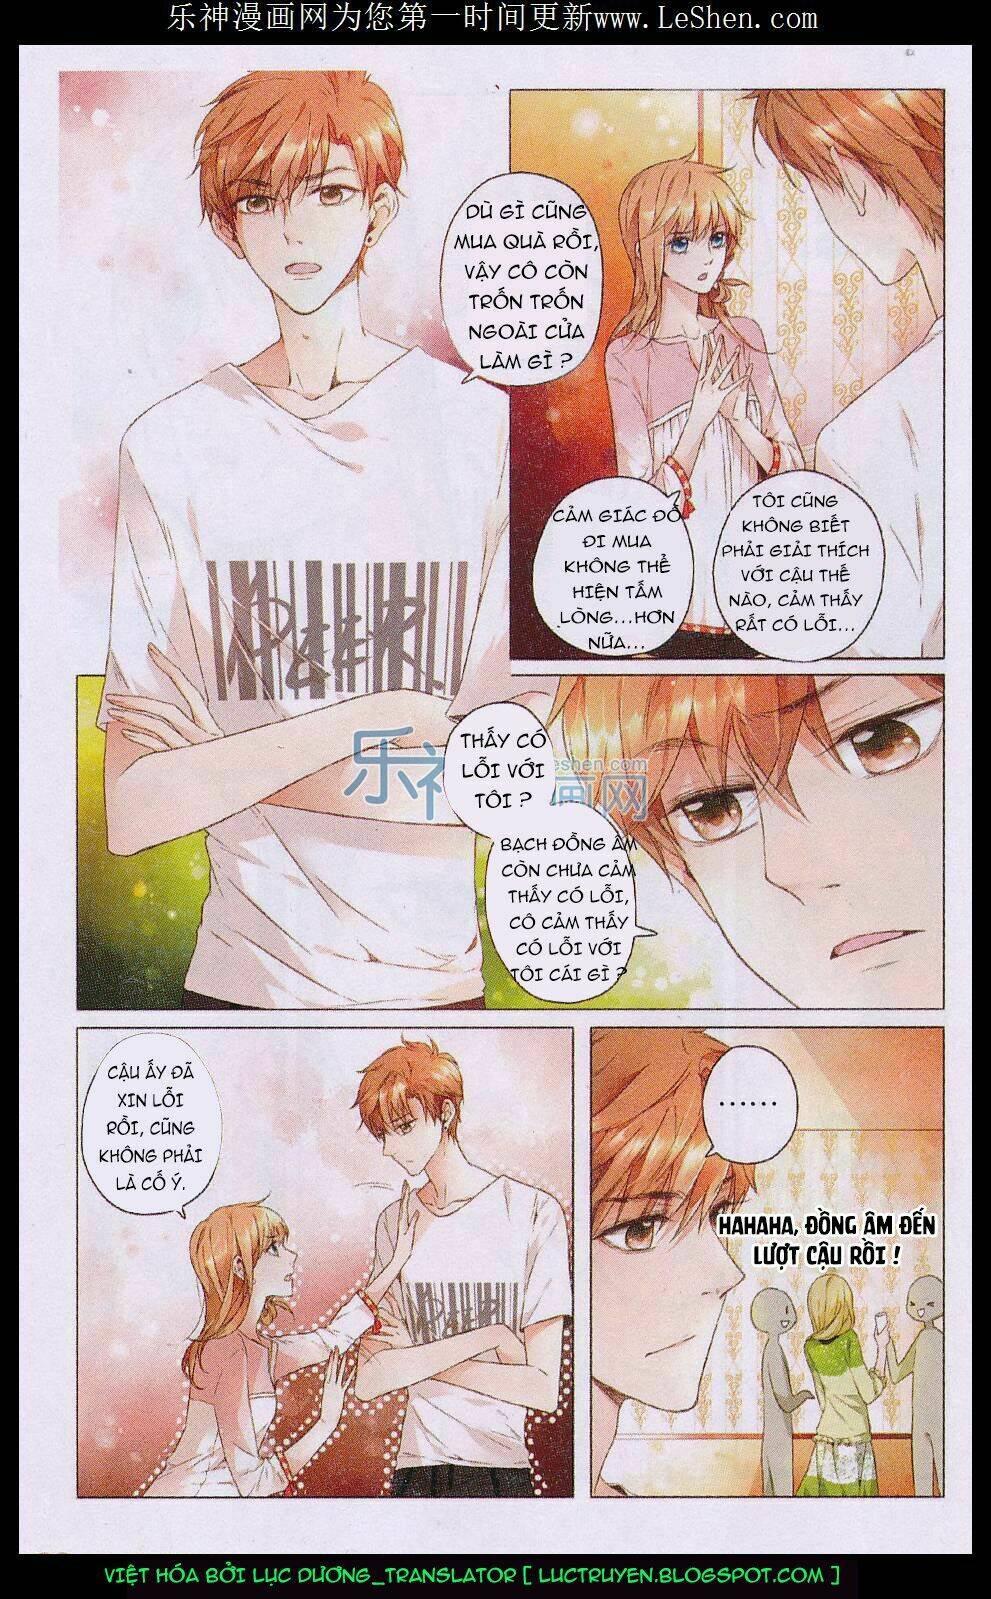 乐神漫画网为您第一时间更新www.LeShen.com
DÙ GÌ CŨNG
MUA QUÀ RỒI,
VẬY CÔ CÒN
TRỐN TRỐN
NGOÀI CỬA
LÀM GÌ ?
CẢM GIÁC ĐỒ
ĐI MUA
KHÔNG THỂ
HIỆN TẤM
LÒNG...HƠN
NỮA...
TÔI CŨNG
KHÔNG BIẾT
PHẢI GIẢI THÍCH
VỚI CẬU THẾ
NÀO, CẢM THẤY
RẤT CÓ LỖI...
THẤY CÓ
LỖI VỚI
TÔI ?
BẠCH ĐỒNG ÂM
CÒN CHƯA CẢM
THẤY CÓ LỖI,
CÔ CẢM THẤY
CÓ LỖI VỚI
TÔI CÁI GÌ ?
CẬU ẤY ĐÃ
XIN LỖI
RỒI, CŨNG
KHÔNG PHẢI
LÀ CỐ Ý.
......
HAHAHA, ĐỒNG ÂM ĐẾN
LƯỢT CẬU RỒI !
VIỆT HÓA BỞI LỤC DƯƠNG_TRANSLATOR [ LUCTRUYEN.BLOGSPOT.COM ]